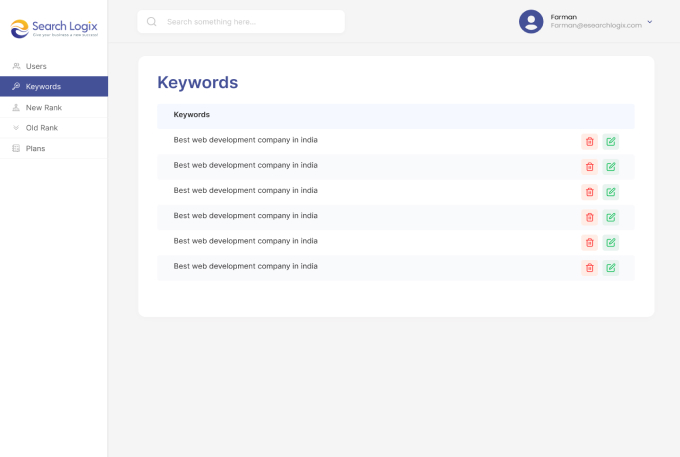 Search Logix
Give your business a new success!
Search something here...
Farman
Farman@esearchlogix.com
Users
Keywords
New Rank
Old Rank
Plans
Keywords
Keywords
Best web development company in india
Best web development company in india
Best web development company in india
Best web development company in india
Best web development company in india
Best web development company in india